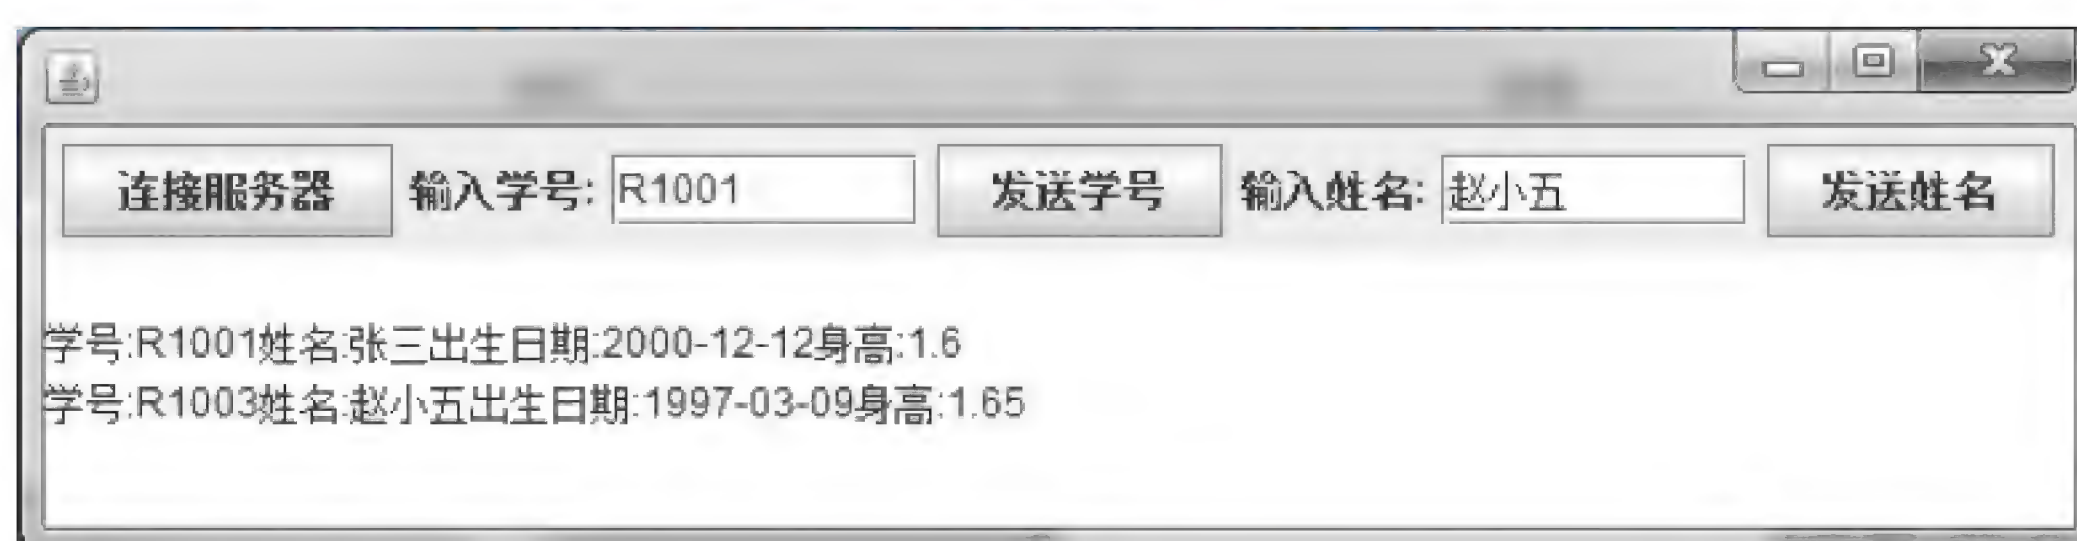 连接服务器 输入学号: R1001 发送学号 输入姓名: 赵小五 发送姓名
学号:R1001姓名:张三出生日期:2000-12-12身高:1.6
学号:R1003姓名:赵小五出生日期:1997-03-09身高:1.65